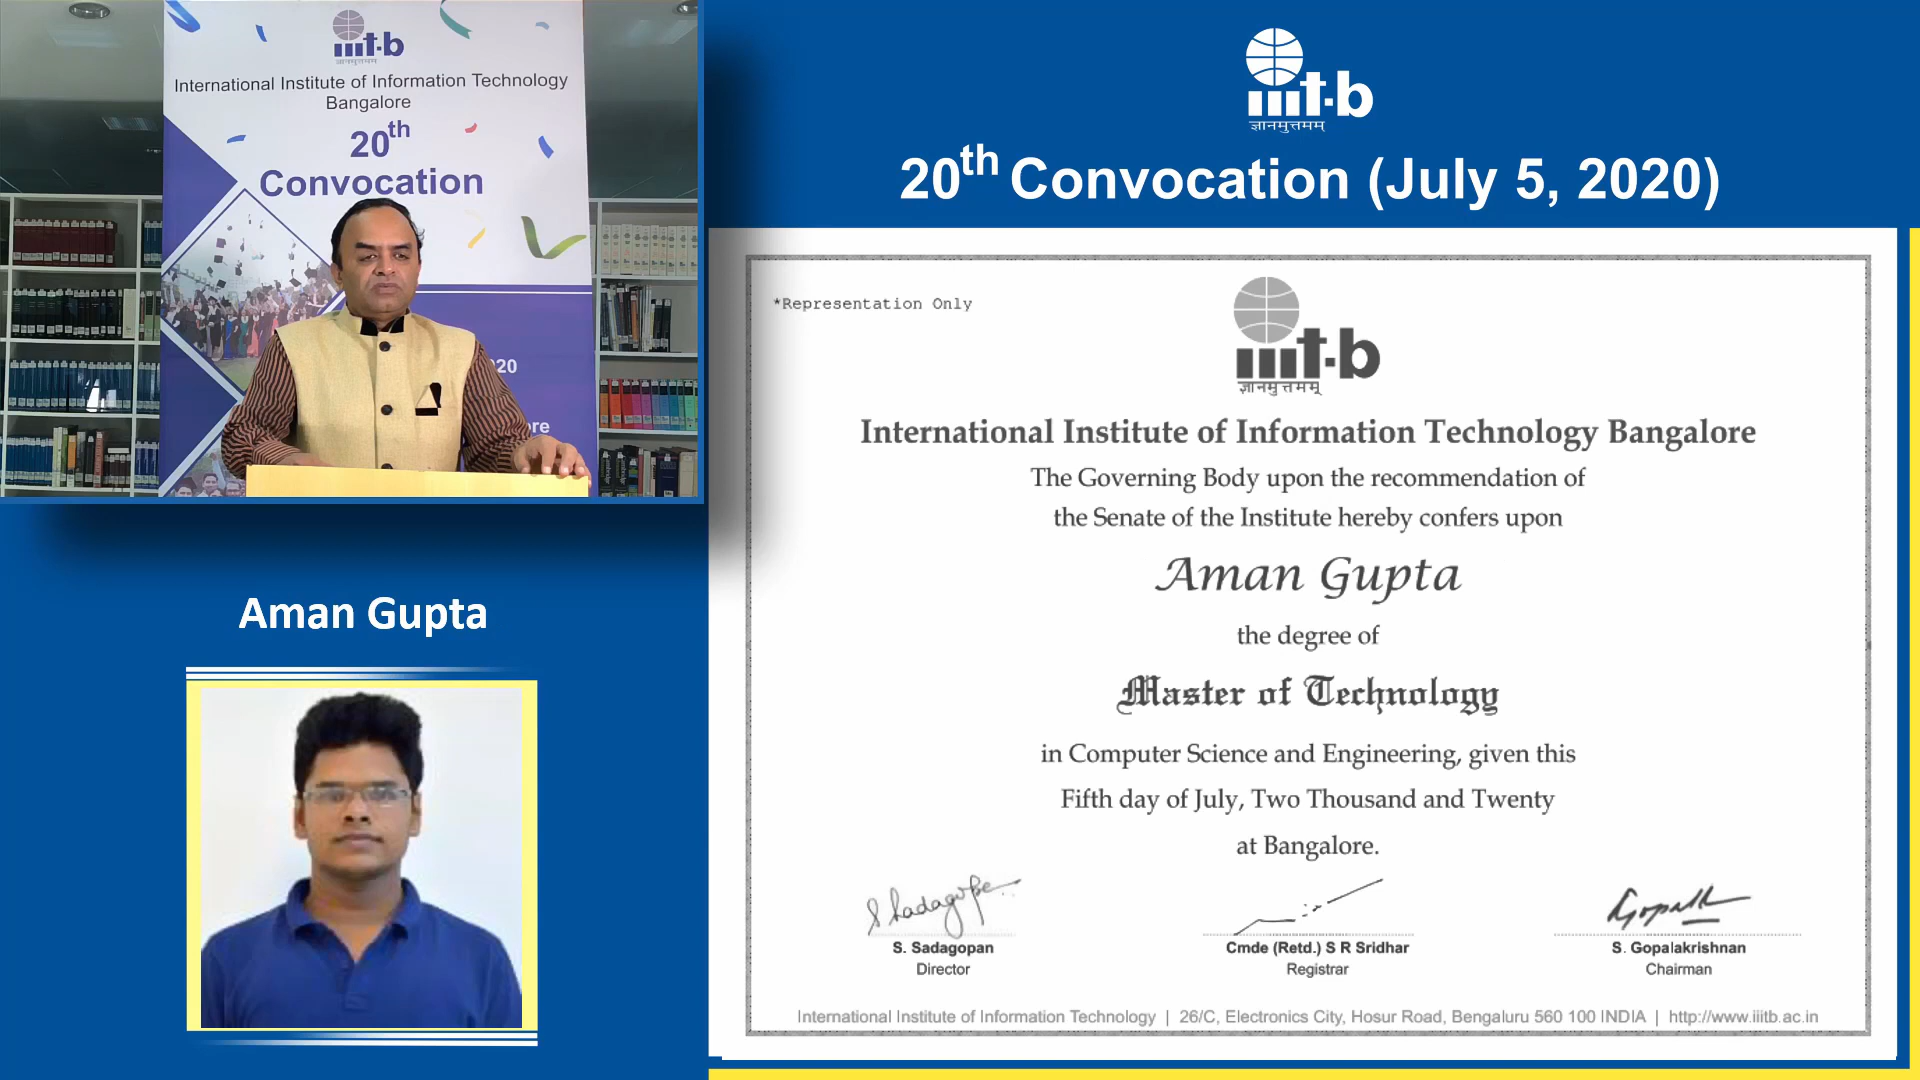 iiit-b
ज्ञानमुत्तमम्
International Institute of Information Technology
Bangalore
20th
Convocation
20
ore
Aman Gupta
iiit-b
ज्ञानमुत्तमम्
20th Convocation (July 5, 2020)
*Representation Only
iiit-b
ज्ञानमुत्तमम्
International Institute of Information Technology Bangalore
The Governing Body upon the recommendation of
the Senate of the Institute hereby confers upon
Aman Gupta
the degree of
Master of Technology
in Computer Science and Engineering, given this
Fifth day of July, Two Thousand and Twenty
at Bangalore.
S. Sadagopan
Director
Cmde (Retd.) S R Sridhar
Registrar
S. Gopalakrishnan
Chairman
International Institute of Information Technology | 26/C, Electronics City, Hosur Road, Bengaluru 560 100 INDIA | http://www.iiitb.ac.in